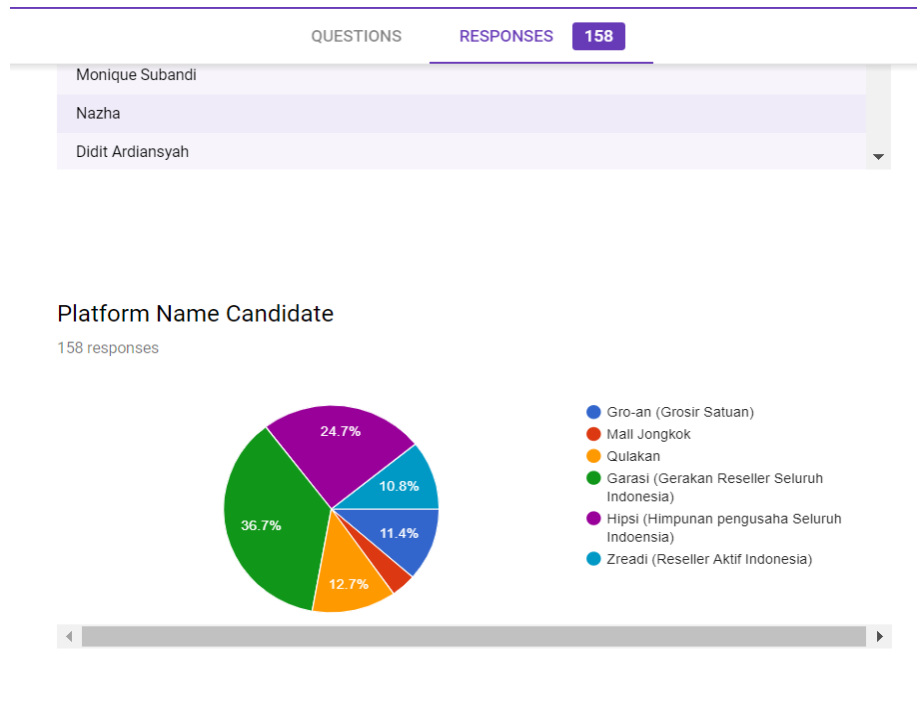 QUESTIONS RESPONSES 158
Monique Subandi
Nazha
Didit Ardiansyah
Platform Name Candidate
158 responses
24.7%
10.8%
36.7%
11.4%
12.7%
Gro-an (Grosir Satuan)
Mall Jongkok
Qulakan
Garasi (Gerakan Reseller Seluruh
Indonesia)
Hipsi (Himpunan pengusaha Seluruh
Indoensia)
Zreadi (Reseller Aktif Indonesia)